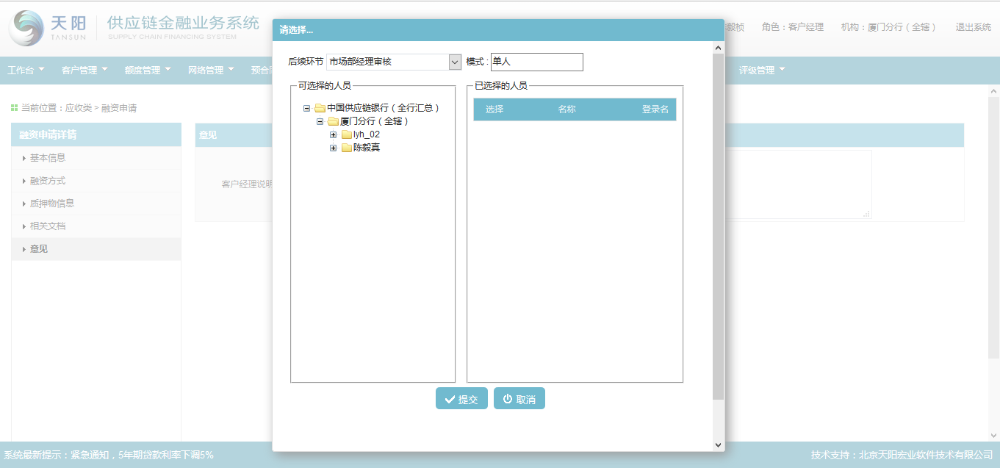 天阳
TANSUN
供应链金融业务系统
SUPPLY CHAIN FINANCING SYSTEM
毅桢 角色：客户经理 机构：厦门分行（全辖） 退出系统
工作台 客户管理 额度管理 网络管理 预合 评级管理
当前位置：应收类 > 融资申请
融资申请详情
基本信息
融资方式
质押物信息
相关文档
意见
意见
客户经理说明
请选择...
后续环节 市场部经理审核 模式 : 单人
可选择的人员
中国供应链银行（全行汇总）
厦门分行（全辖）
lyh_02
陈毅真
已选择的人员
选择 名称 登录名
提交 取消
系统最新提示：紧急通知，5年期贷款利率下调5%
技术支持：北京天阳宏业软件技术有限公司